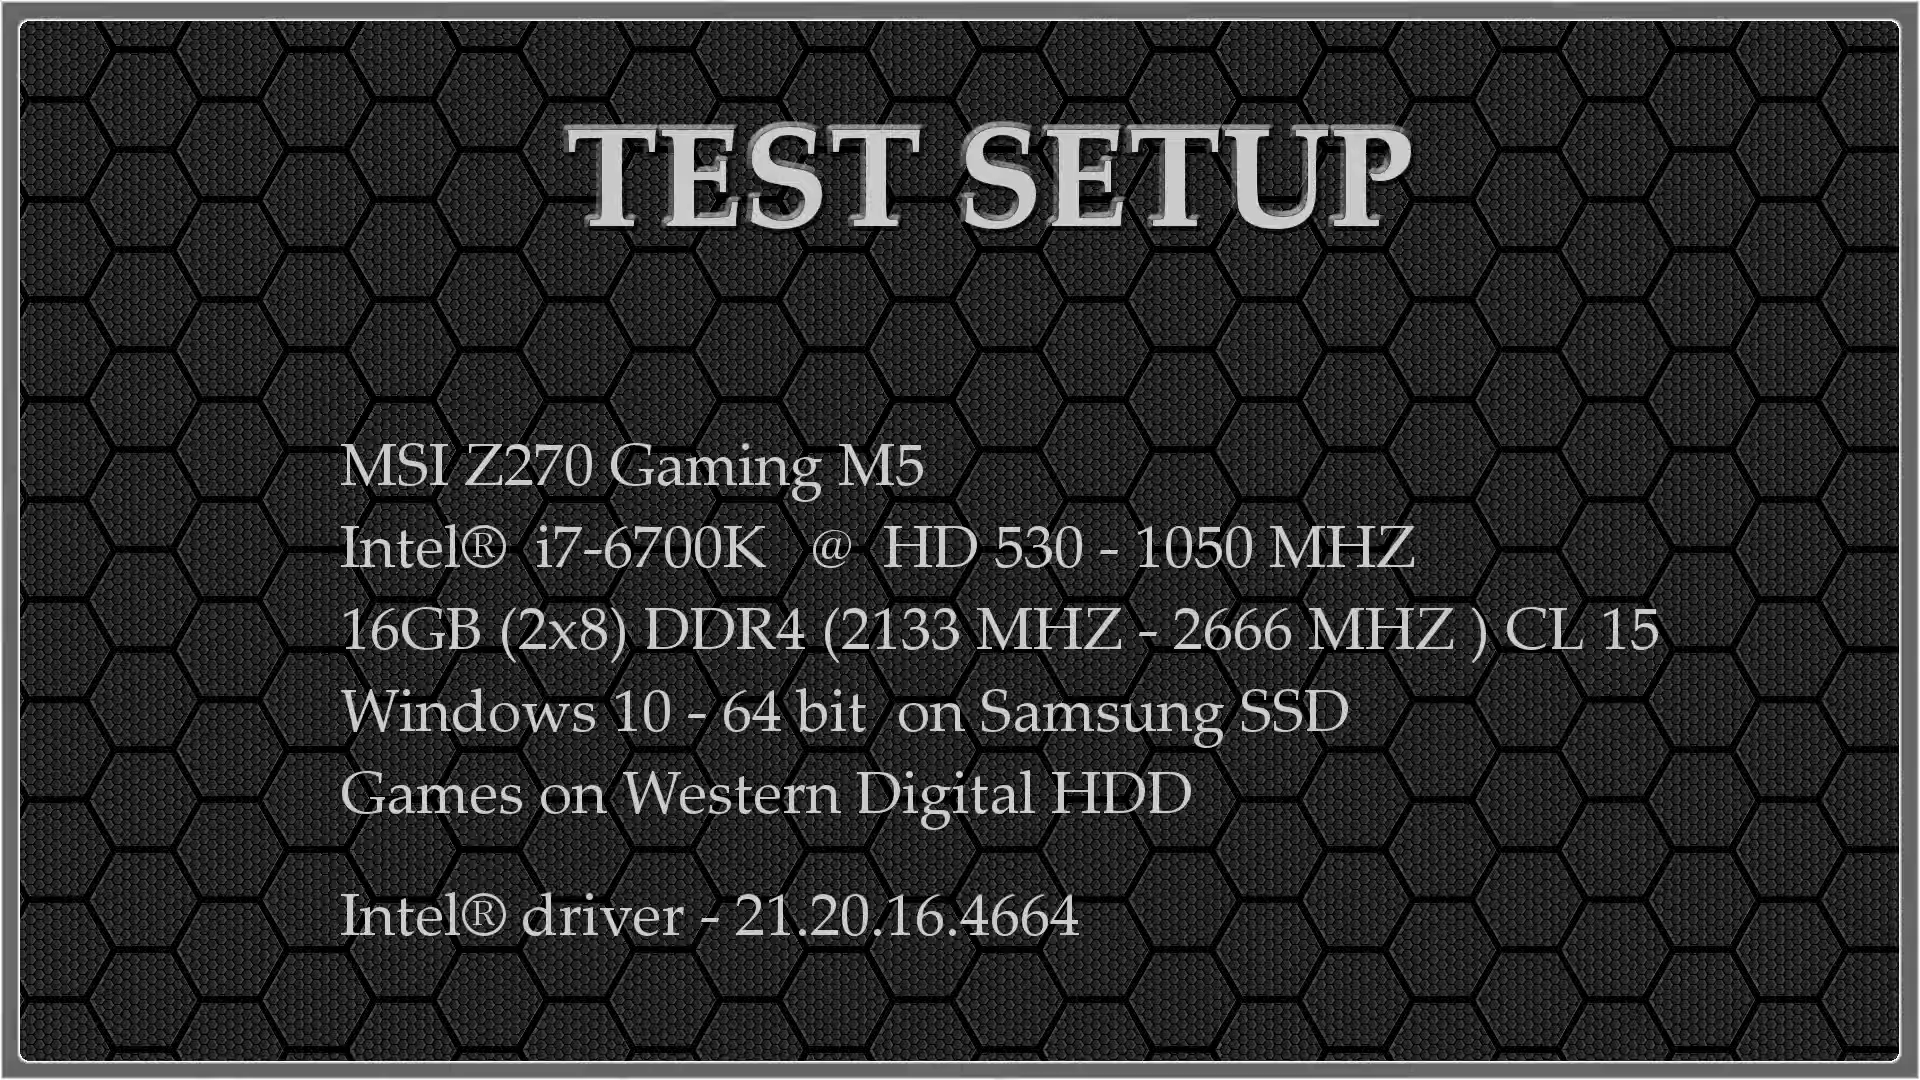 TEST SETUP
MSI Z270 Gaming M5
Intel® i7-6700K @ HD 530 - 1050 MHZ
16GB (2x8) DDR4 (2133 MHZ - 2666 MHZ ) CL 15
Windows 10 - 64 bit on Samsung SSD
Games on Western Digital HDD
Intel® driver - 21.20.16.4664